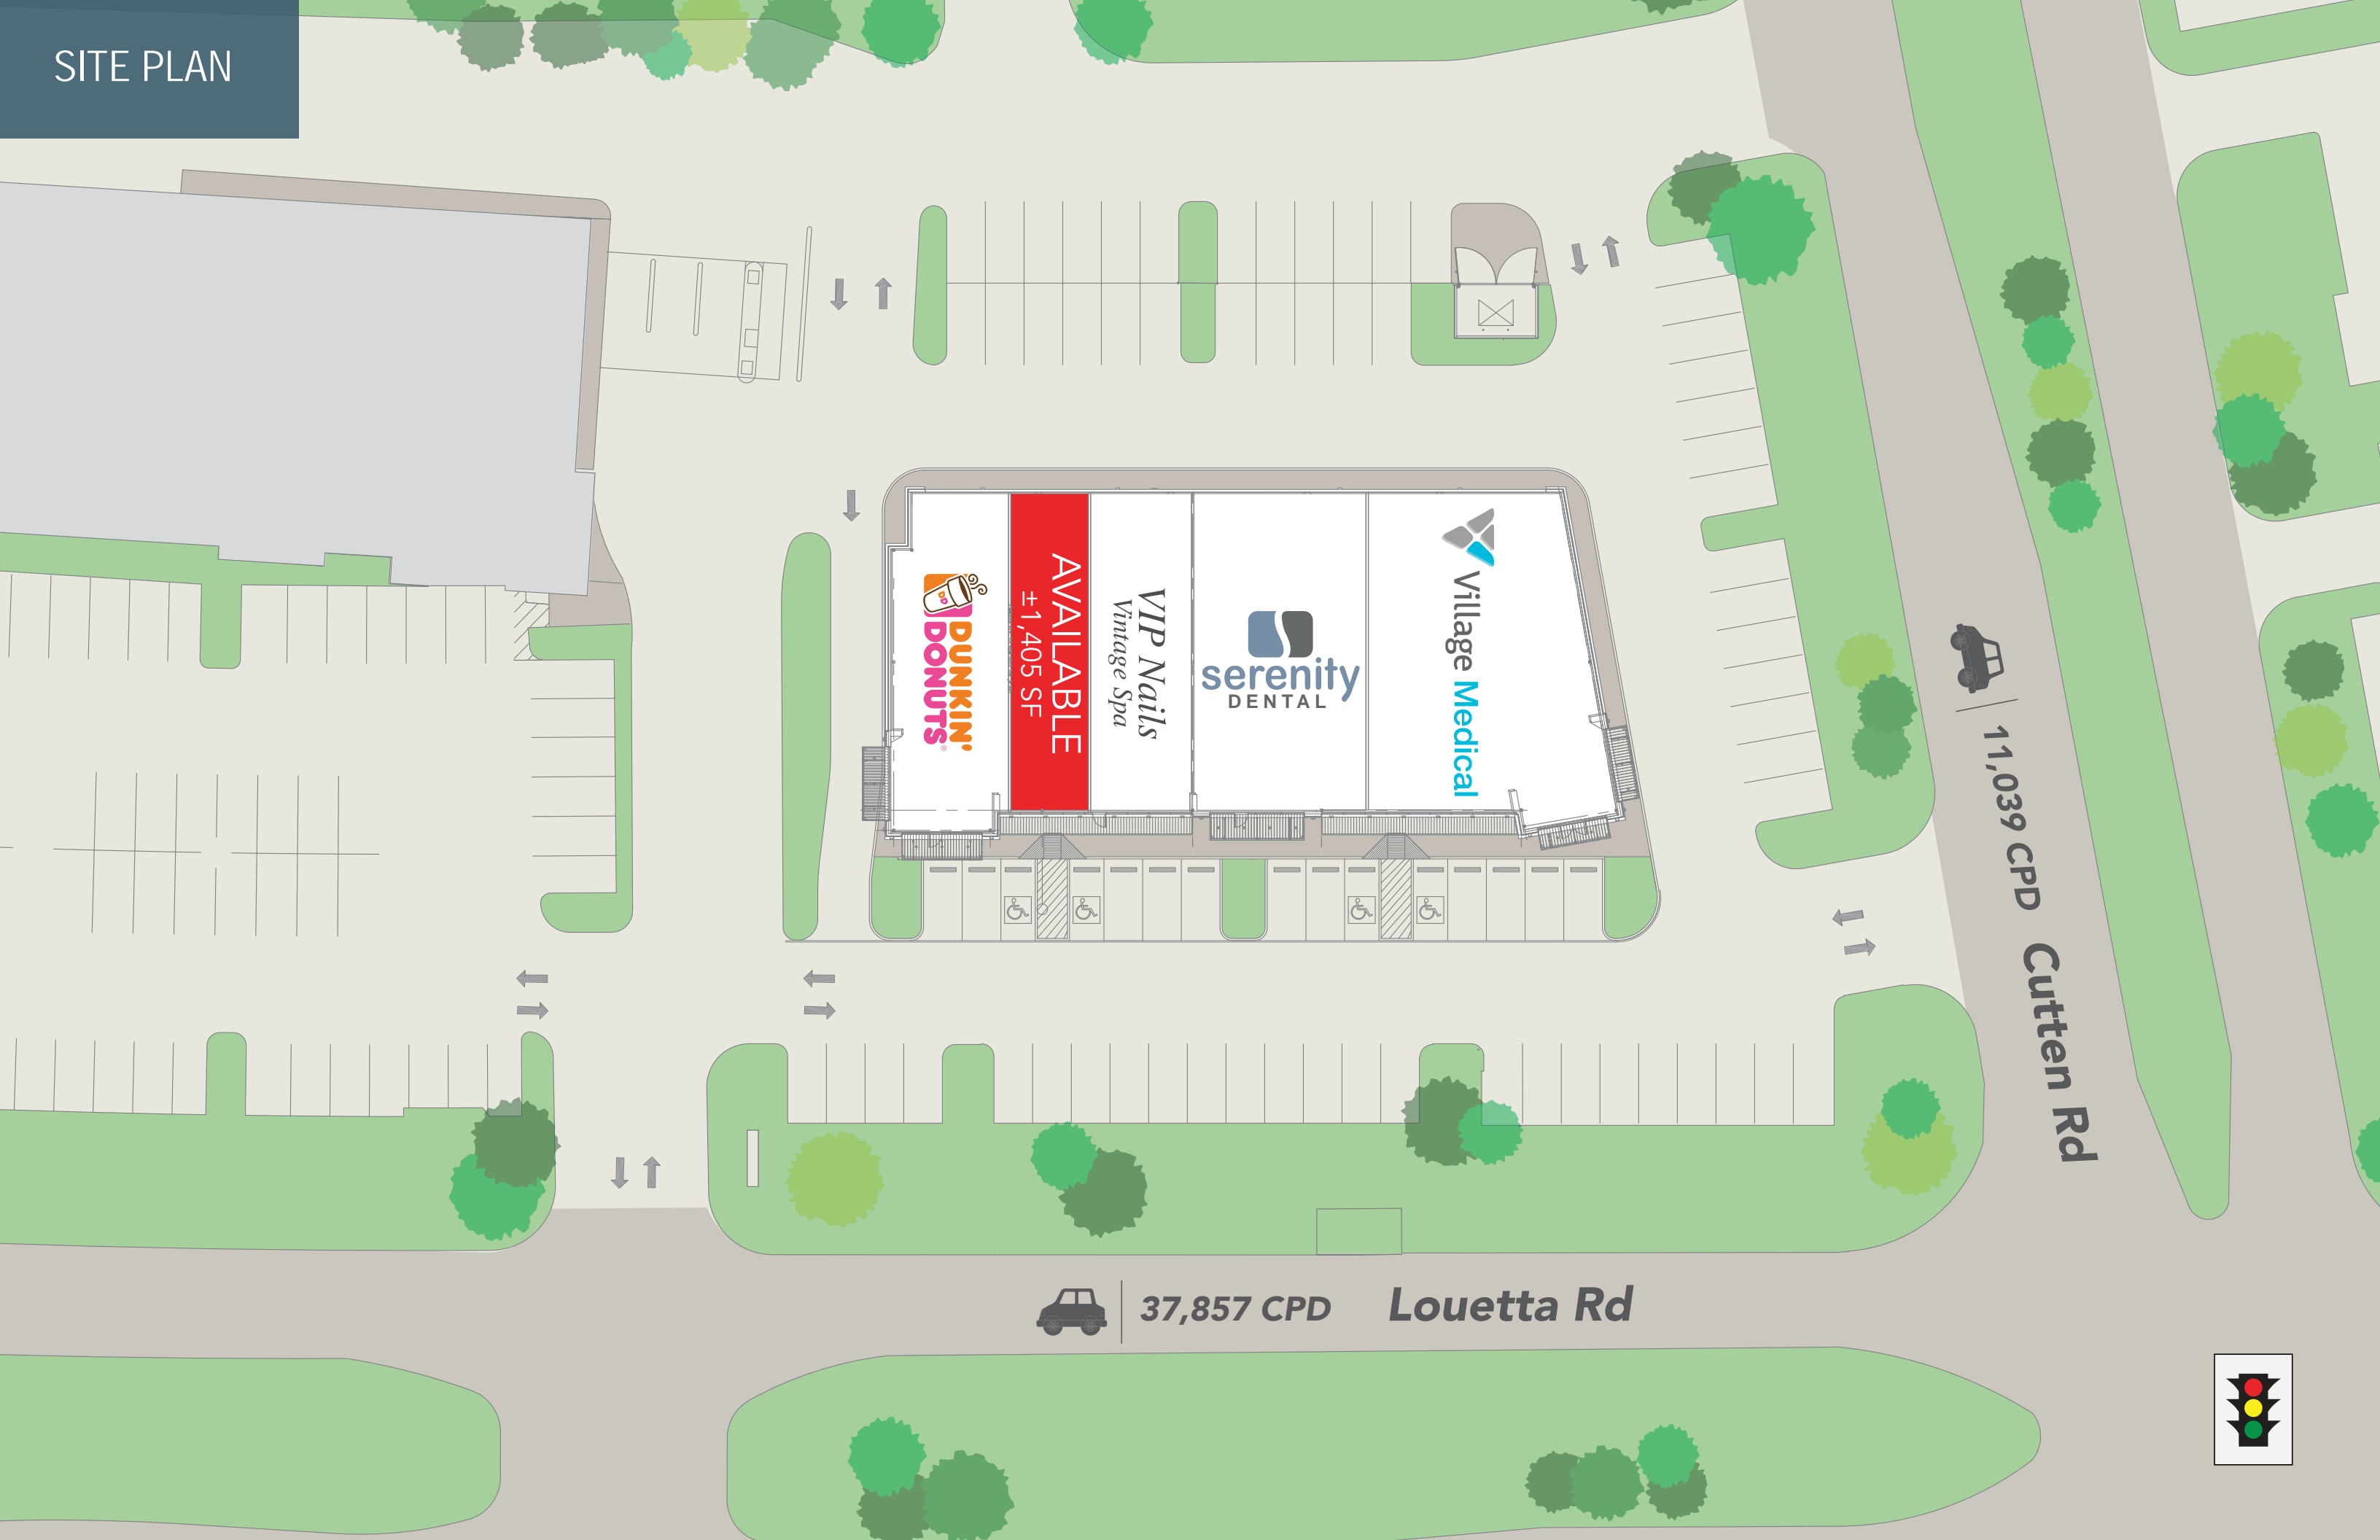 SITE PLAN
DUNKIN'
DONUTS®
DD
AVAILABLE
±1,405 SF
VIP Nails
Vintage Spa
serenity
DENTAL
Village Medical
11,039 CPD Cutten Rd
37,857 CPD Louetta Rd